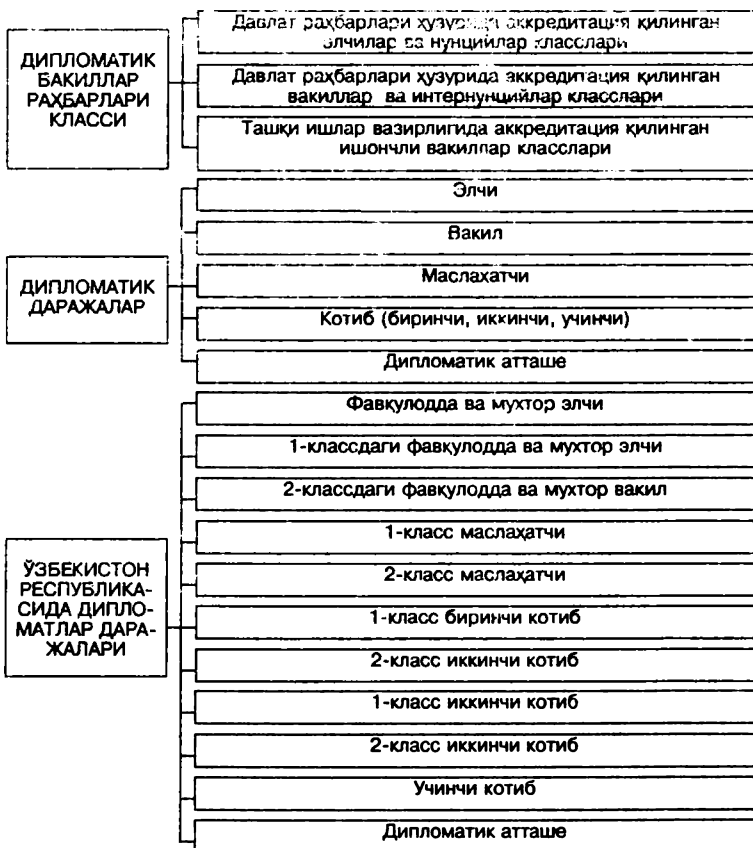 ДИПЛОМАТИК
БАКИЛЛАР
РАҲБАРЛАРИ
КЛАССИ
Давлат раҳбарлари ҳузурида аккредитация қилинган
элчилар ва нунцийлар класслари
Давлат раҳбарлари ҳузурида аккредитация қилинган
вакиллар ва интернунцийлар класслари
Ташқи ишлар вазирлигида аккредитация қилинган
ишончли вакиллар класслари
ДИПЛОМАТИК
ДАРАЖАЛАР
Элчи
Вакил
Маслахатчи
Котиб (биринчи, иккинчи, учинчи)
Дипломатик атташе
ЎЗБЕКИСТОН
РЕСПУБЛИКА-
СИДА ДИПЛО-
МАТЛАР ДАРА-
ЖАЛАРИ
Фавқулодда ва мухтор элчи
1-классдаги фавқулодда ва мухтор элчи
2-классдаги фавқулодда ва мухтор вакил
1-класс маслаҳатчи
2-класс маслаҳатчи
1-класс биринчи котиб
2-класс иккинчи котиб
1-класс иккинчи котиб
2-класс иккинчи котиб
Учинчи котиб
Дипломатик атташе